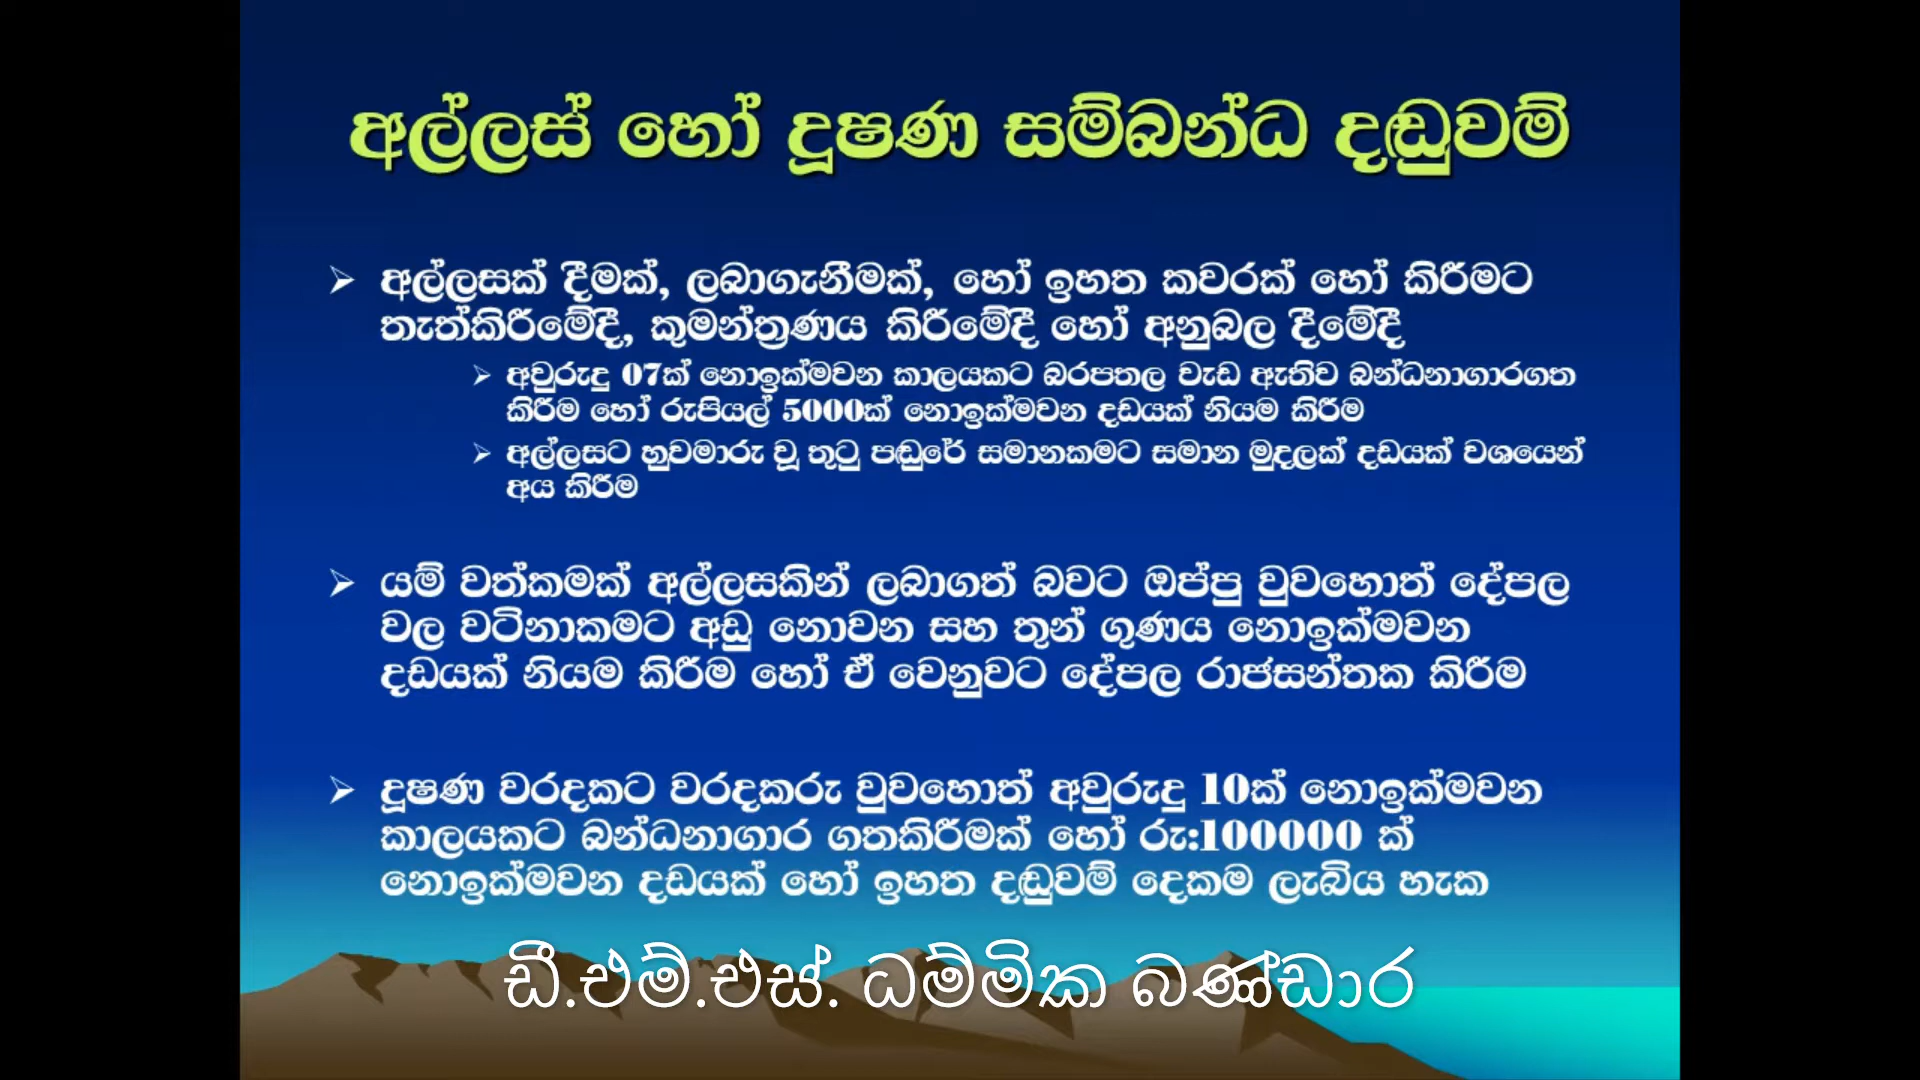 අල්ලස් හෝ දූෂණ සම්බන්ධ දඬුවම්
අල්ලසක් දීමක්, ලබාගැනීමක්, හෝ ඉහත කවරක් හෝ කිරීමට
තැත්කිරීමේදී, කුමන්ත්‍රණය කිරීමේදී හෝ අනුබල දීමේදී
අවුරුදු 07ක් නොඉක්මවන කාලයකට බරපතල වැඩ ඇතිව බන්ධනාගාරගත
කිරීම හෝ රුපියල් 5000ක් නොඉක්මවන දඩයක් නියම කිරීම
අල්ලසට හුවමාරු වූ තුටු පඬුරේ සමානකමට සමාන මුදලක් දඩයක් වශයෙන්
අය කිරීම
යම් වත්කමක් අල්ලසකින් ලබාගත් බවට ඔප්පු වුවහොත් දේපල
වල වටිනාකමට අඩු නොවන සහ තුන් ගුණය නොඉක්මවන
දඩයක් නියම කිරීම හෝ ඒ වෙනුවට දේපල රාජසන්තක කිරීම
දූෂණ වරදකට වරදකරු වුවහොත් අවුරුදු 10ක් නොඉක්මවන
කාලයකට බන්ධනාගාර ගතකිරීමක් හෝ රු:100000 ක්
නොඉක්මවන දඩයක් හෝ ඉහත දඬුවම් දෙකම ලැබිය හැක
ඩී.එම්.එස්. ධම්මික බණ්ඩාර